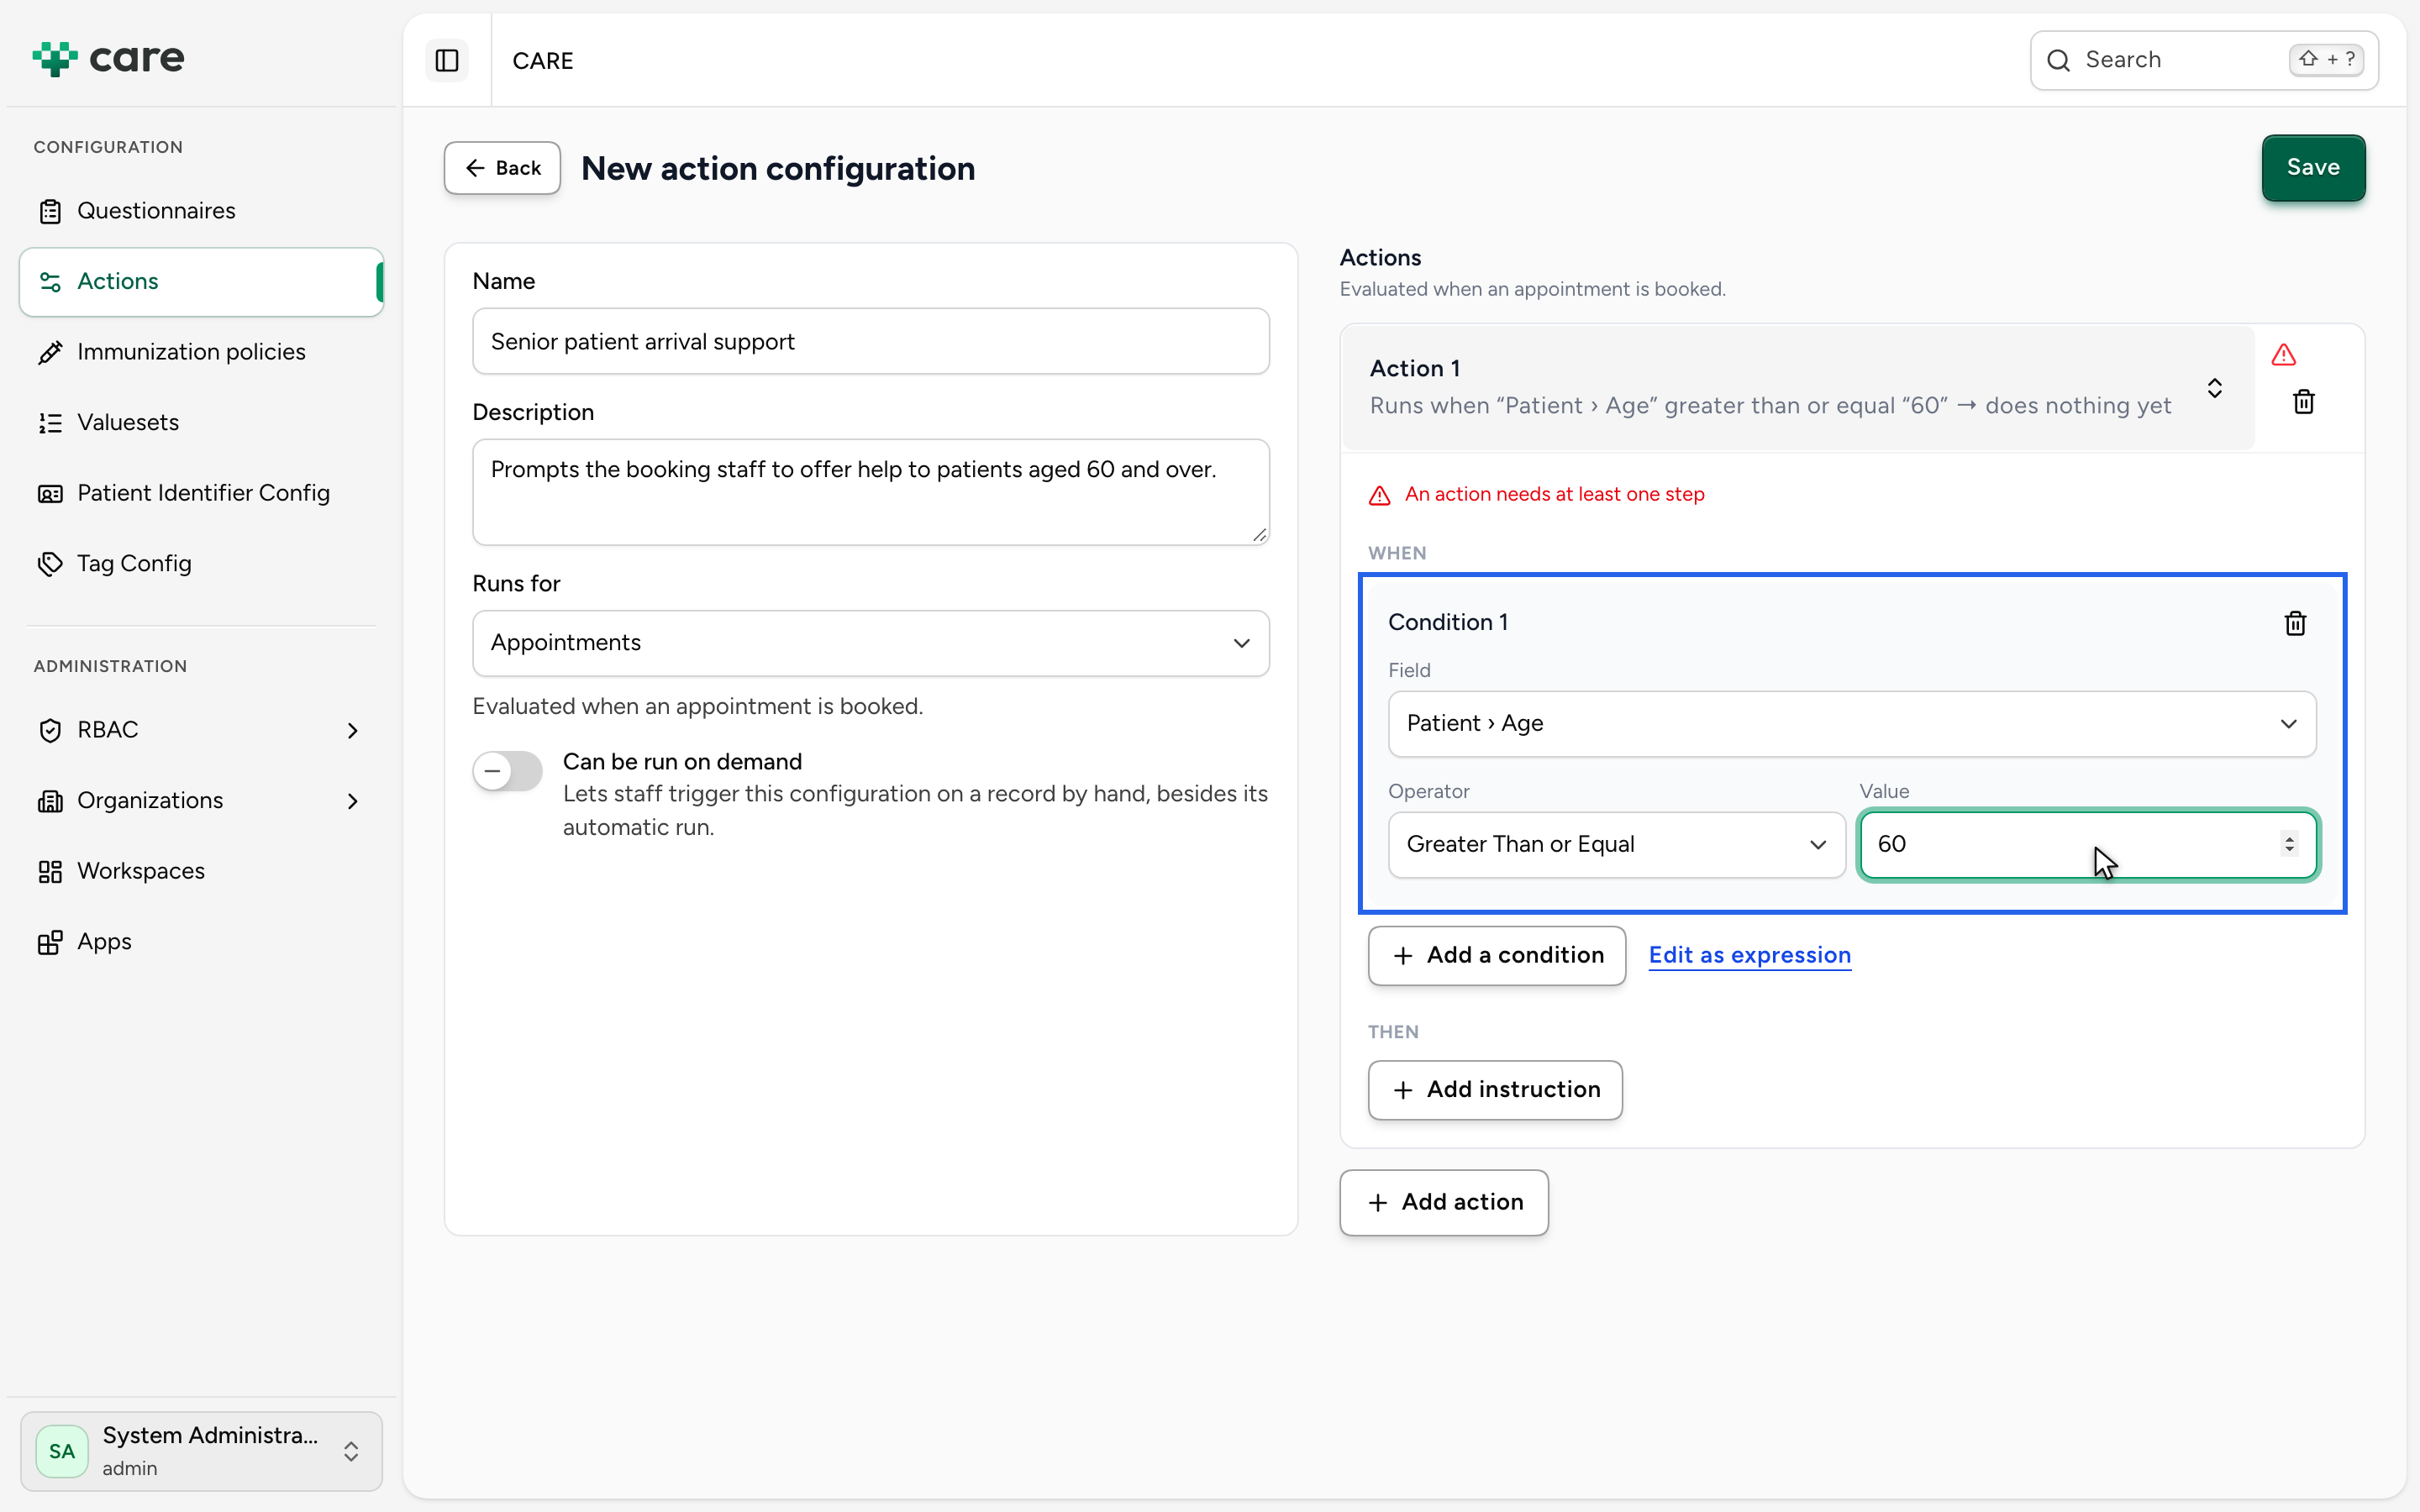 care
CONFIGURATION
Questionnaires
Actions
Immunization policies
Valuesets
Patient Identifier Config
Tag Config
ADMINISTRATION
RBAC
Organizations
Workspaces
Apps
SA
System Administra...
admin
CARE
Search
+ ?
Back
New action configuration
Save
Name
Senior patient arrival support
Description
Prompts the booking staff to offer help to patients aged 60 and over.
Runs for
Appointments
Evaluated when an appointment is booked.
Can be run on demand
Lets staff trigger this configuration on a record by hand, besides its
automatic run.
Actions
Evaluated when an appointment is booked.
Action 1
Runs when “Patient › Age” greater than or equal “60” → does nothing yet
An action needs at least one step
WHEN
Condition 1
Field
Patient › Age
Operator
Value
Greater Than or Equal
60
+ Add a condition
Edit as expression
THEN
+ Add instruction
+ Add action